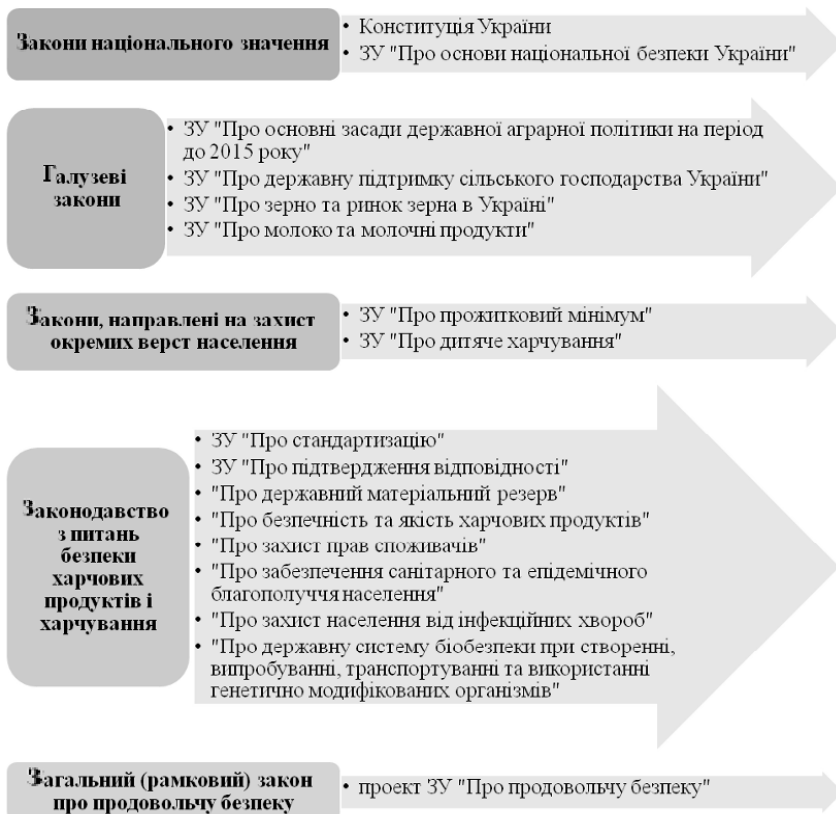 Закони національного значення
• Конституція України
• ЗУ "Про основи національної безпеки України"
Галузеві
закони
• ЗУ "Про основні засади державної аграрної політики на період
до 2015 року"
• ЗУ "Про державну підтримку сільського господарства України"
• ЗУ "Про зерно та ринок зерна в Україні"
• ЗУ "Про молоко та молочні продукти"
Закони, направлені на захист
окремих верст населення
• ЗУ "Про прожитковий мінімум"
• ЗУ "Про дитяче харчування"
Законодавство
з питань
безпеки
харчових
продуктів і
харчування
• ЗУ "Про стандартизацію"
• ЗУ "Про підтвердження відповідності"
• "Про державний матеріальний резерв"
• "Про безпечність та якість харчових продуктів"
• "Про захист прав споживачів"
• "Про забезпечення санітарного та епідемічного
благополуччя населення"
• "Про захист населення від інфекційних хвороб"
• "Про державну систему біобезпеки при створенні,
випробуванні, транспортуванні та використанні
генетично модифікованих організмів"
Загальний (рамковий) закон
про продовольчу безпеку
• проект ЗУ "Про продовольчу безпеку"